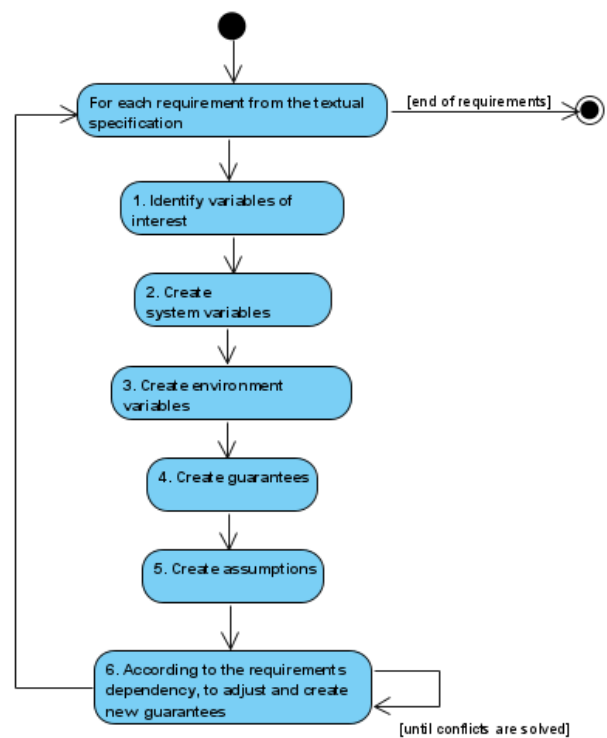 For each requirement from the textual
specification
[end of requirements]
1. Identify variables of
interest
2. Create
system variables
3. Create environment
variables
4. Create guarantees
5. Create assumptions
6. According to the requirements
dependency, to adjust and create
new guarantees
[until conflicts are solved]